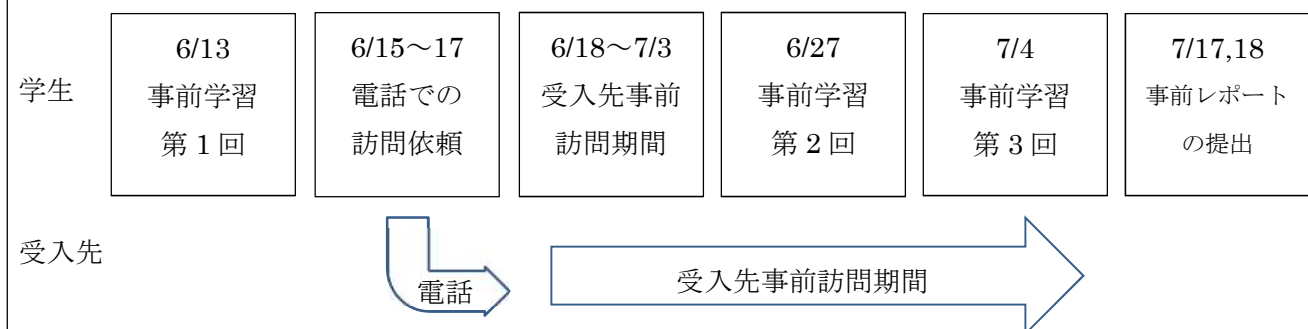 学生
6/13
事前学習
第1回
6/15～17
電話での
訪問依頼
6/18～7/3
受入先事前
訪問期間
6/27
事前学習
第2回
7/4
事前学習
第3回
7/17,18
事前レポート
の提出
受入先
電話
受入先事前訪問期間